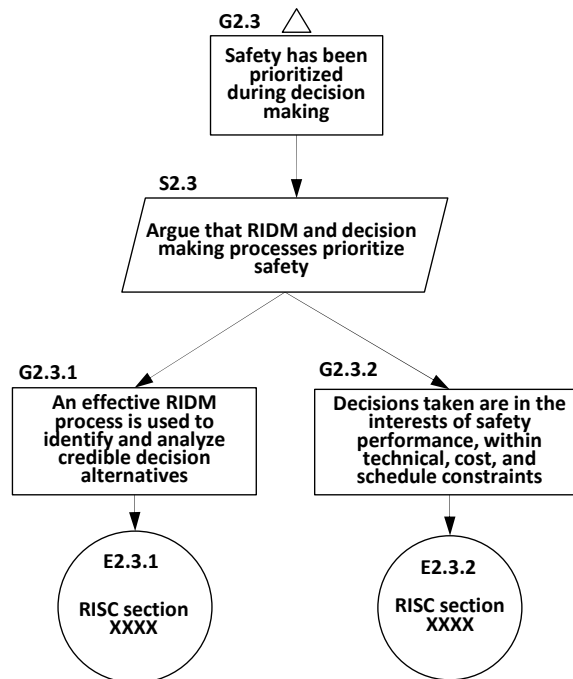 G2.3
Safety has been
prioritized
during decision
making
S2.3
Argue that RIDM and decision
making processes prioritize
safety
G2.3.1
An effective RIDM
process is used to
identify and analyze
credible decision
alternatives
G2.3.2
Decisions taken are in the
interests of safety
performance, within
technical, cost, and
schedule constraints
E2.3.1
RISC section
XXXX
E2.3.2
RISC section
XXXX